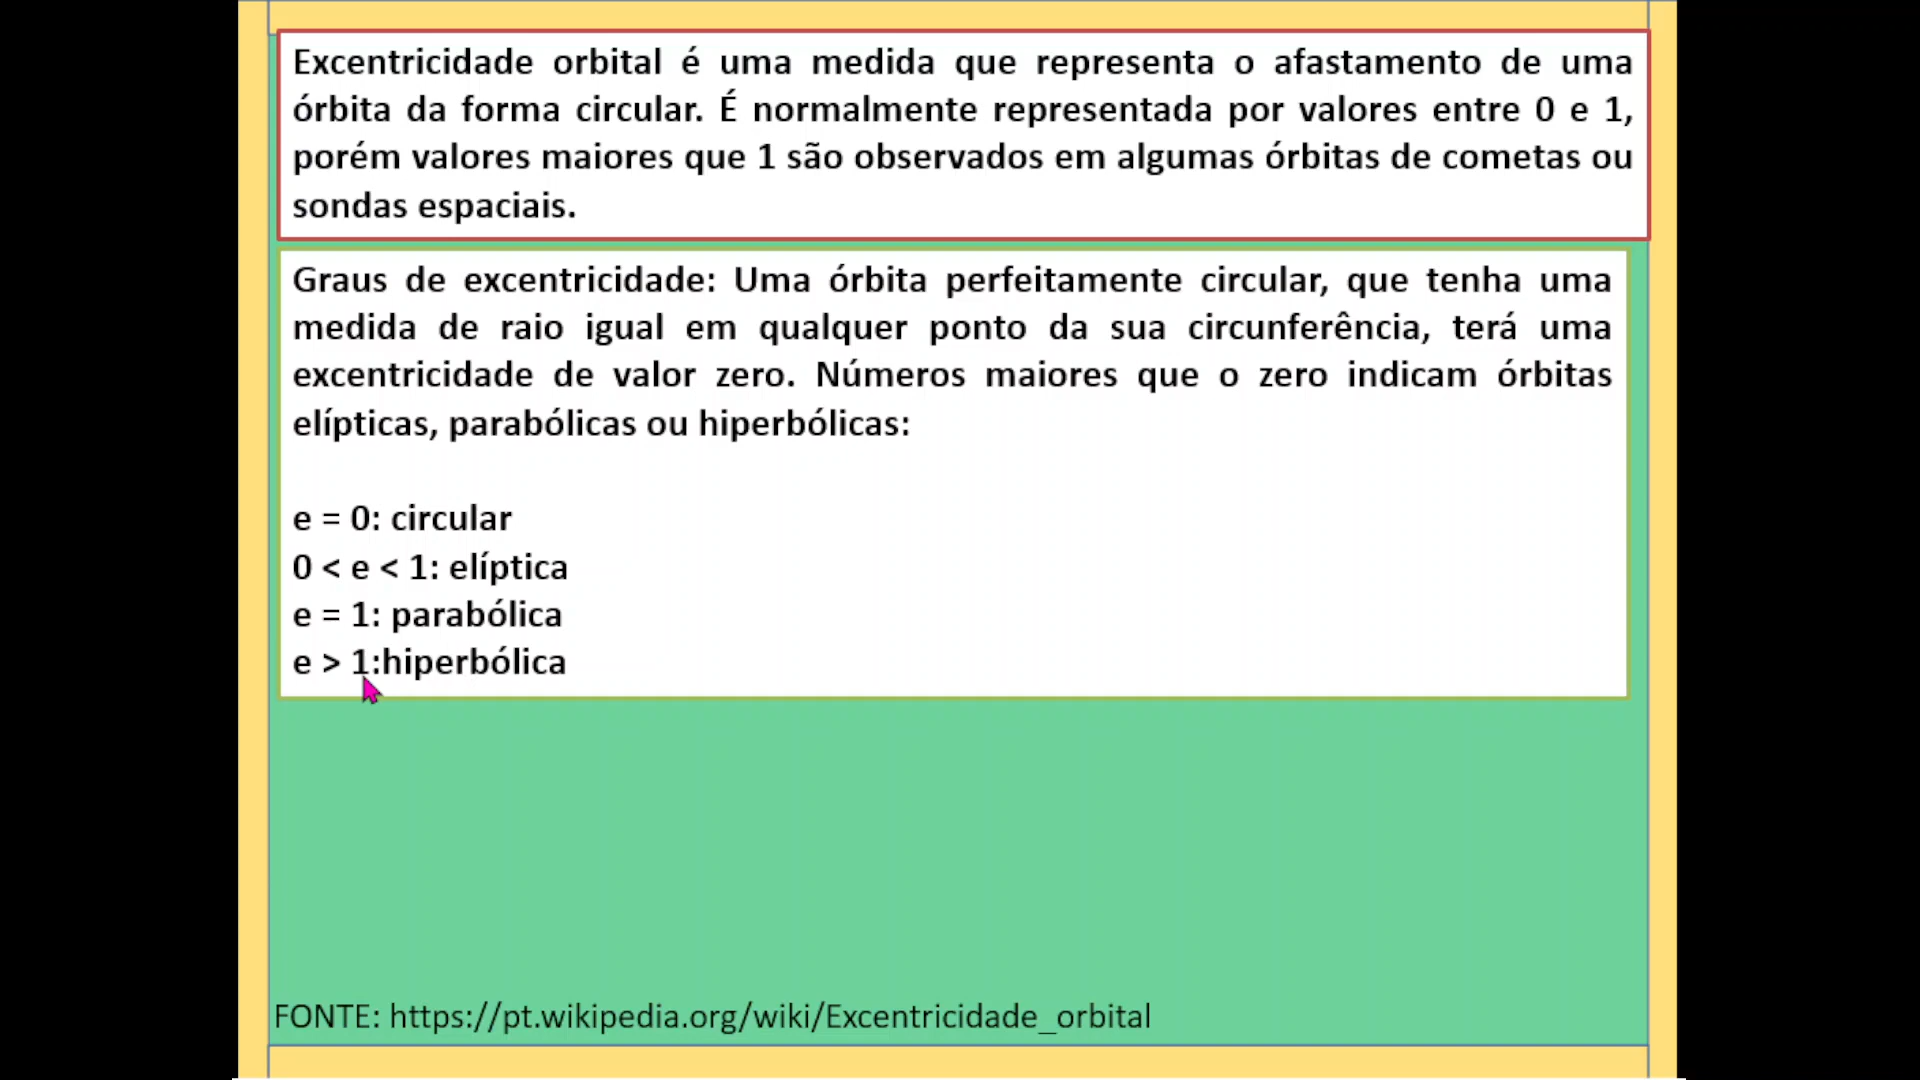 Excentricidade orbital é uma medida que representa o afastamento de uma
órbita da forma circular. É normalmente representada por valores entre 0 e 1,
porém valores maiores que 1 são observados em algumas órbitas de cometas ou
sondas espaciais.
Graus de excentricidade: Uma órbita perfeitamente circular, que tenha uma
medida de raio igual em qualquer ponto da sua circunferência, terá uma
excentricidade de valor zero. Números maiores que o zero indicam órbitas
elípticas, parabólicas ou hiperbólicas:
e = 0: circular
0 < e < 1: elíptica
e = 1: parabólica
e > 1:hiperbólica
FONTE: https://pt.wikipedia.org/wiki/Excentricidade_orbital